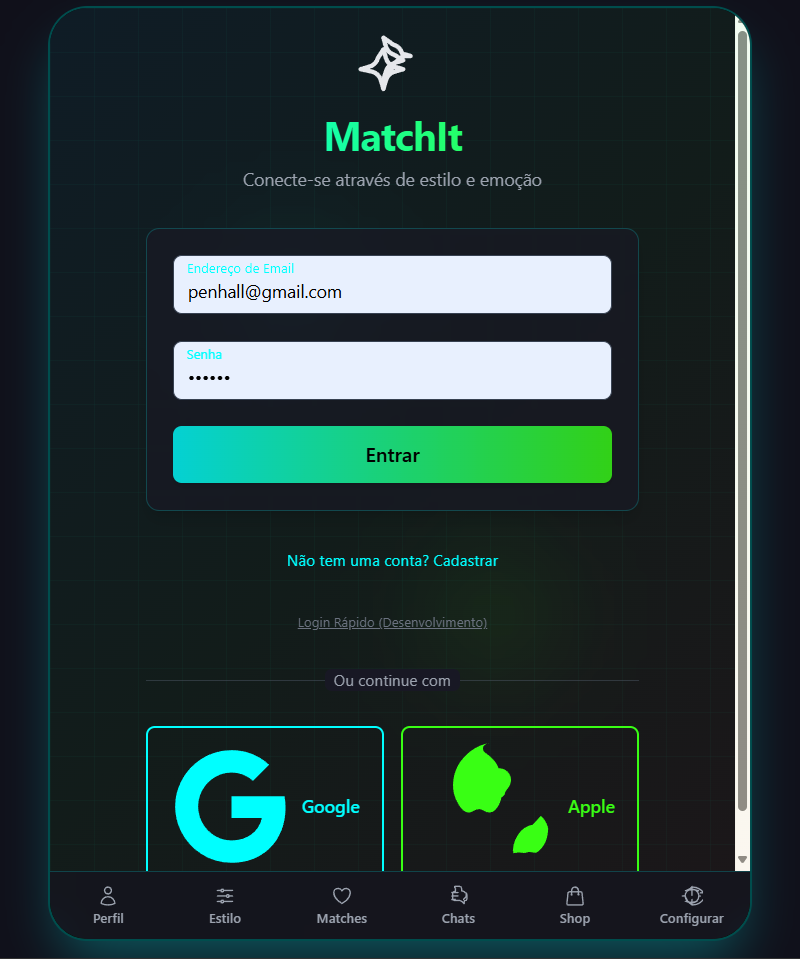 MatchIt
Conecte-se através de estilo e emoção
Endereço de Email
penhall@gmail.com
Senha
••••••
Entrar
Não tem uma conta? Cadastrar
Login Rápido (Desenvolvimento)
Ou continue com
Google
Apple
Perfil
Estilo
Matches
Chats
Shop
Configurar